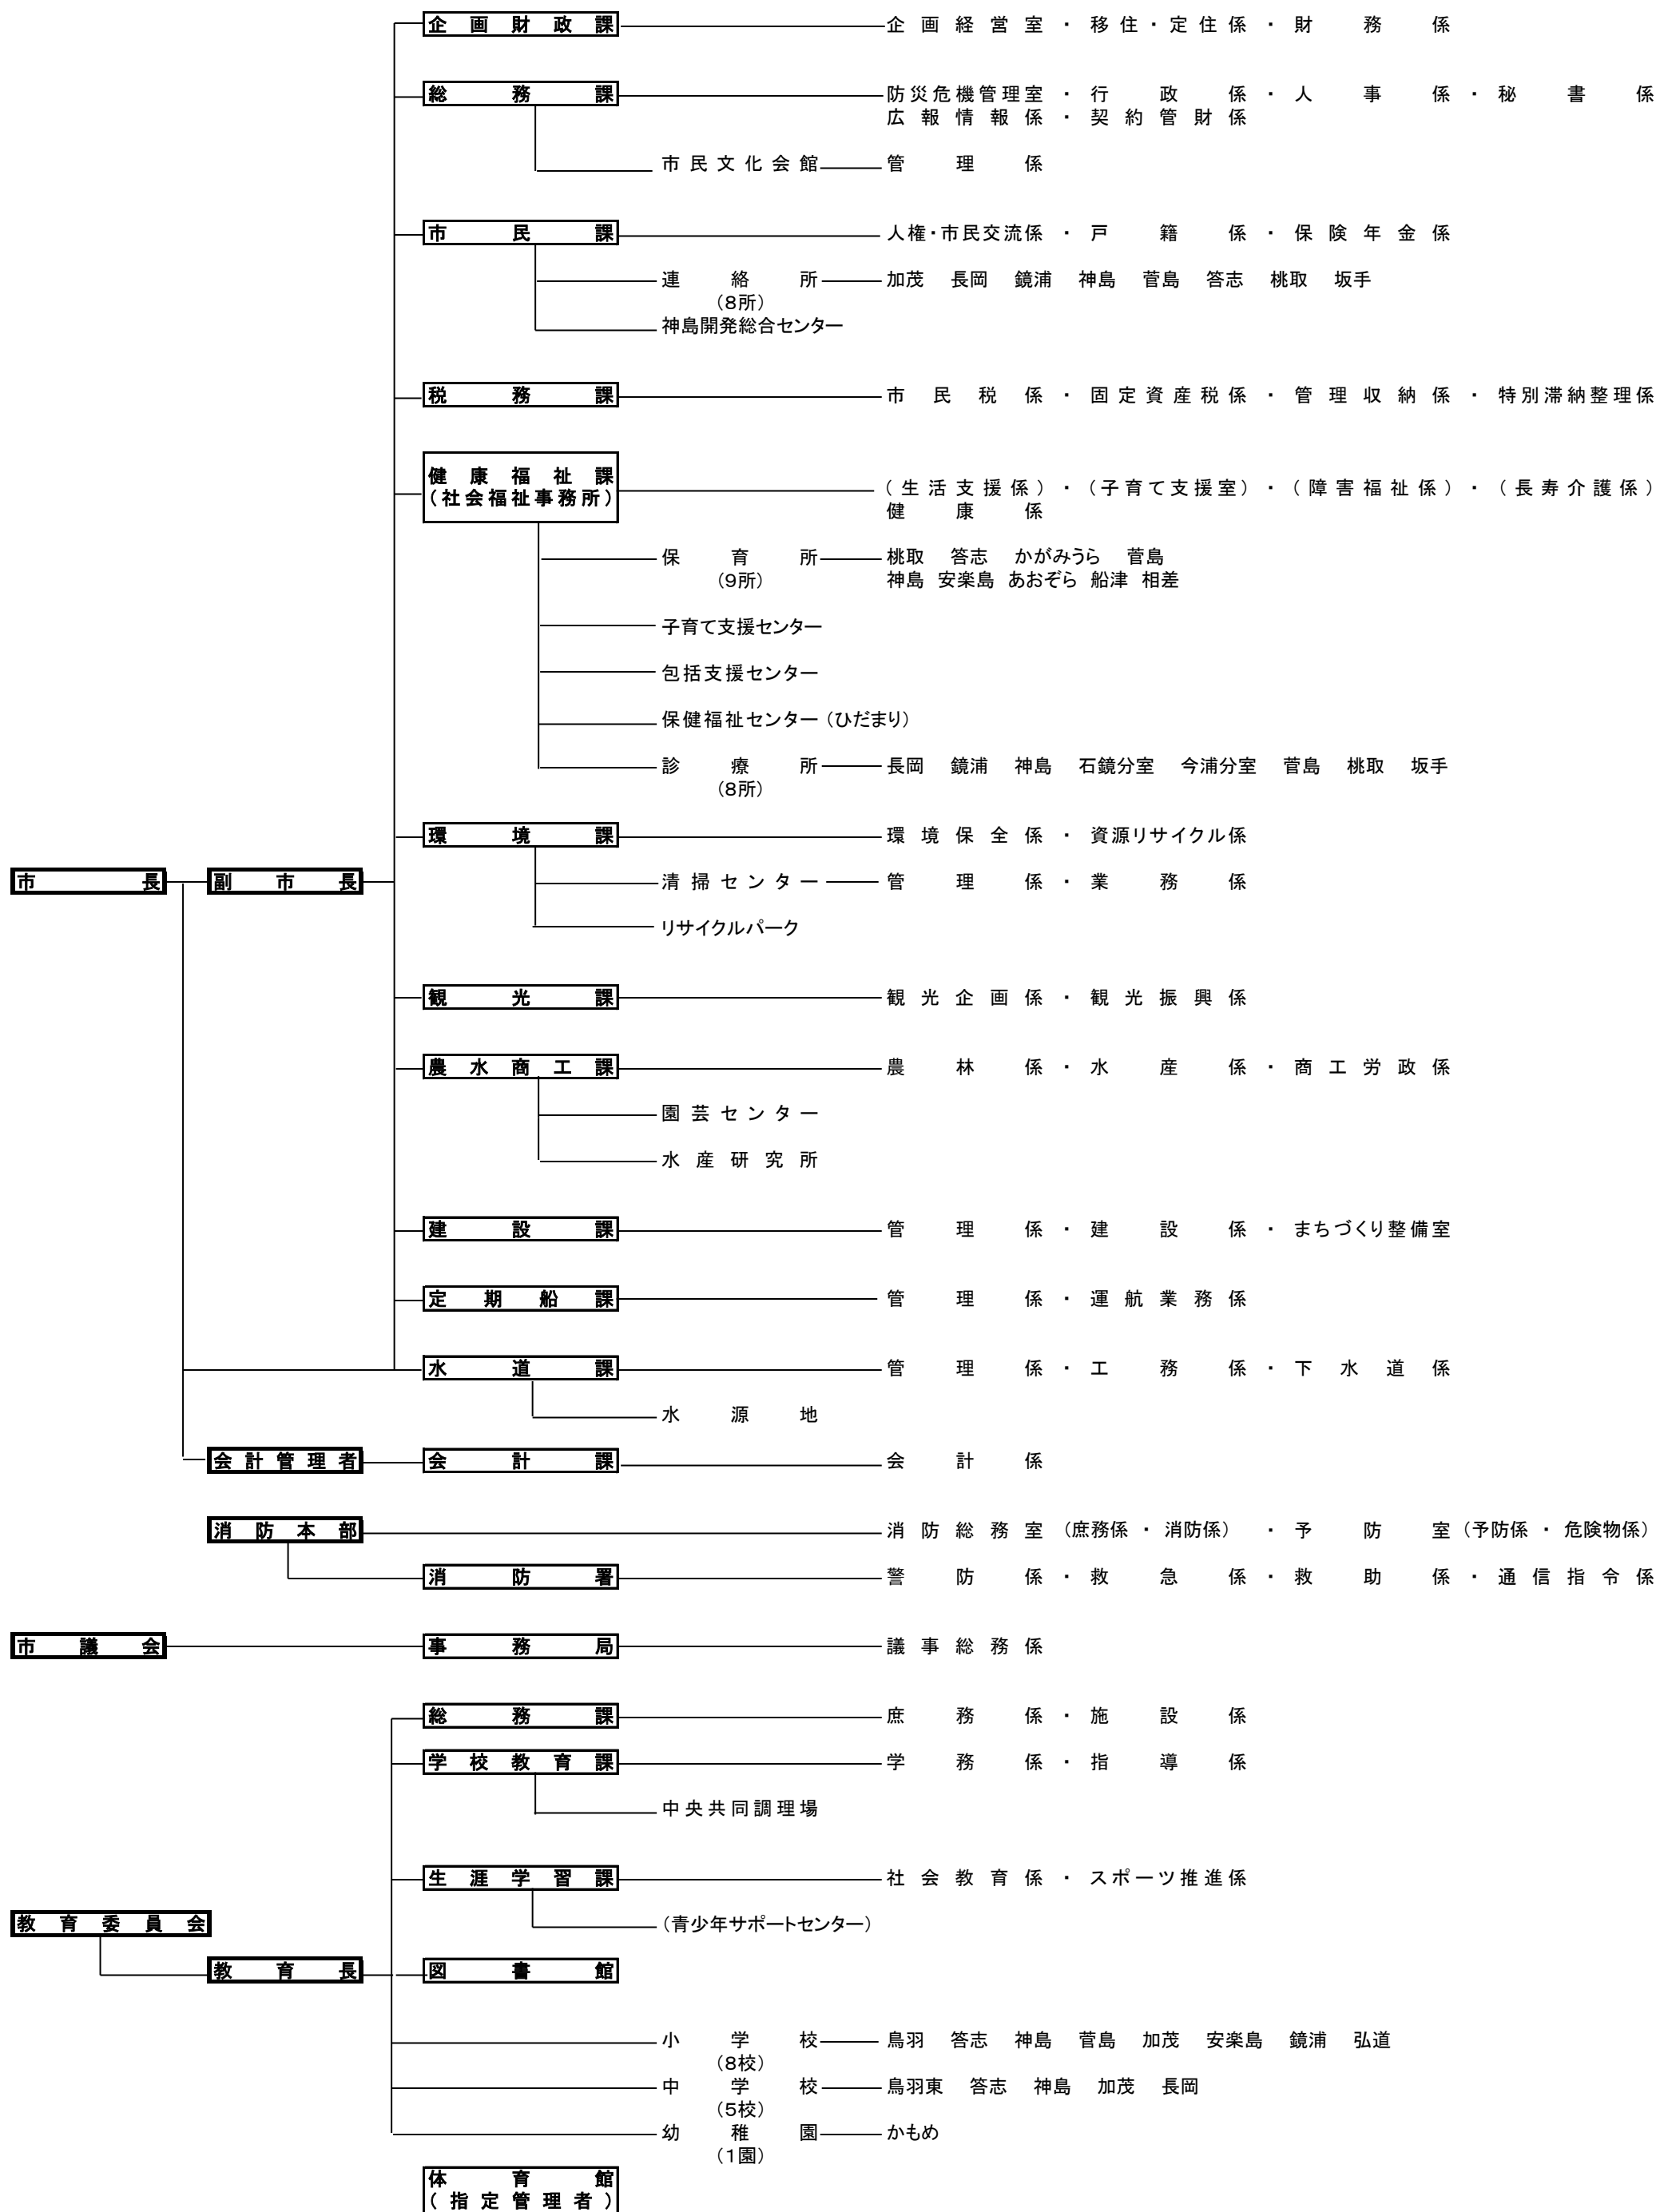 企画財政課 企画経営室・移住・定住係・財務係
総務課 防災危機管理室・行政係・人事係・秘書係
広報情報係・契約管財係
市民文化会館 管理係
市民課 人権・市民交流係・戸籍係・保険年金係
連絡所 加茂 長岡 鏡浦 神島 菅島 答志 桃取 坂手
(8所)
神島開発総合センター
税務課 市民税係・固定資産税係・管理収納係・特別滞納整理係
健康福祉課
(社会福祉事務所) (生活支援係)・(子育て支援室)・(障害福祉係)・(長寿介護係)
健康係
保育所 桃取 答志 かがみうら 菅島
(9所) 神島 安楽島 あおぞら 船津 相差
子育て支援センター
包括支援センター
保健福祉センター(ひだまり)
診療所 長岡 鏡浦 神島 石鏡分室 今浦分室 菅島 桃取 坂手
(8所)
環境課 環境保全係・資源リサイクル係
市長 副市長 清掃センター 管理係・業務係
リサイクルパーク
観光課 観光企画係・観光振興係
農水商工課 農林係・水産係・商工労政係
園芸センター
水産研究所
建設課 管理係・建設係・まちづくり整備室
定期船課 管理係・運航業務係
水道課 管理係・工務係・下水道係
水源地
会計管理者 会計課 会計係
消防本部 消防総務室(庶務係・消防係)・予防室(予防係・危険物係)
消防署 警防係・救急係・救助係・通信指令係
市議会 事務局 議事総務係
総務課 庶務係・施設係
学校教育課 学務係・指導係
中央共同調理場
生涯学習課 社会教育係・スポーツ推進係
教育委員会 (青少年サポートセンター)
教育長 図書館
小学校 鳥羽 答志 神島 菅島 加茂 安楽島 鏡浦 弘道
(8校)
中学校 鳥羽東 答志 神島 加茂 長岡
(5校)
幼稚園 かもめ
(1園)
体育館
(指定管理者)